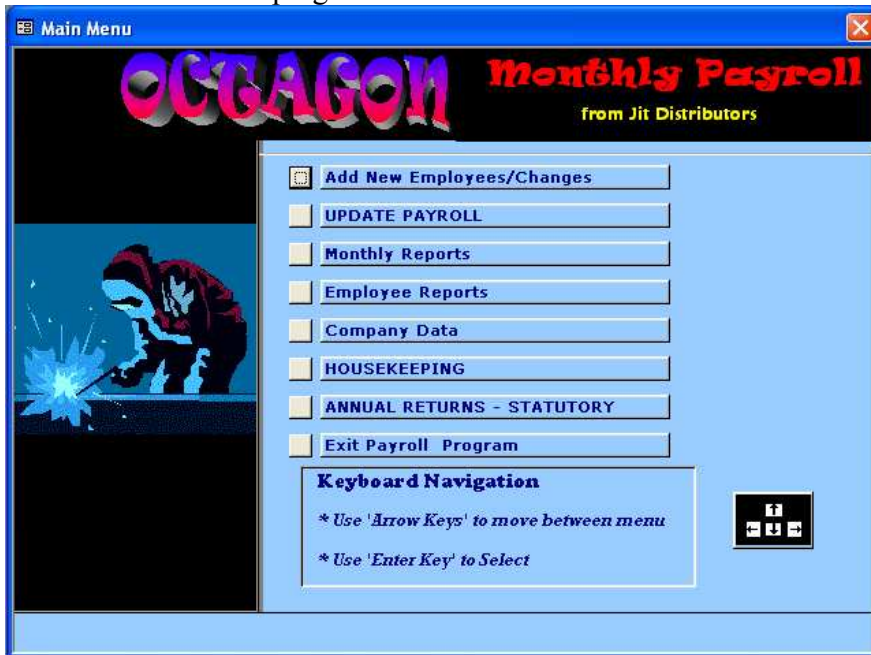 Main Menu
OCTAGON Monthly Payroll
from Jit Distributors
Add New Employees/Changes
UPDATE PAYROLL
Monthly Reports
Employee Reports
Company Data
HOUSEKEEPING
ANNUAL RETURNS - STATUTORY
Exit Payroll Program
Keyboard Navigation
* Use 'Arrow Keys' to move between menu
* Use 'Enter Key' to Select